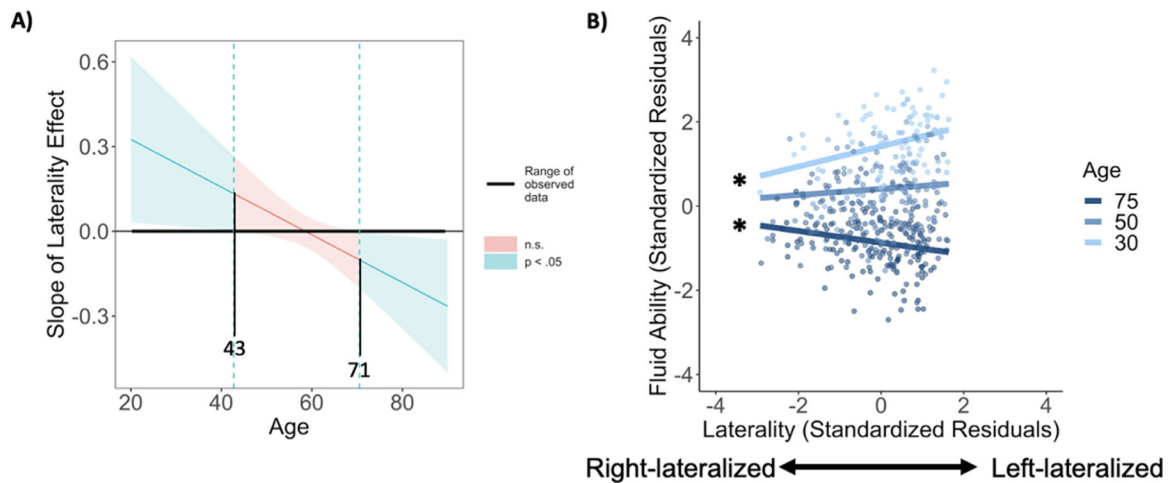 A)
Slope of Laterality Effect
0.6
0.3
0.0
-0.3
43
71
20
40
60
80
Age
Range of
observed
data
n.s.
p < .05
B)
Fluid Ability (Standardized Residuals)
4
2
0
-2
-4
*
*
-4
-2
0
2
4
Laterality (Standardized Residuals)
Age
75
50
30
Right-lateralized
Left-lateralized